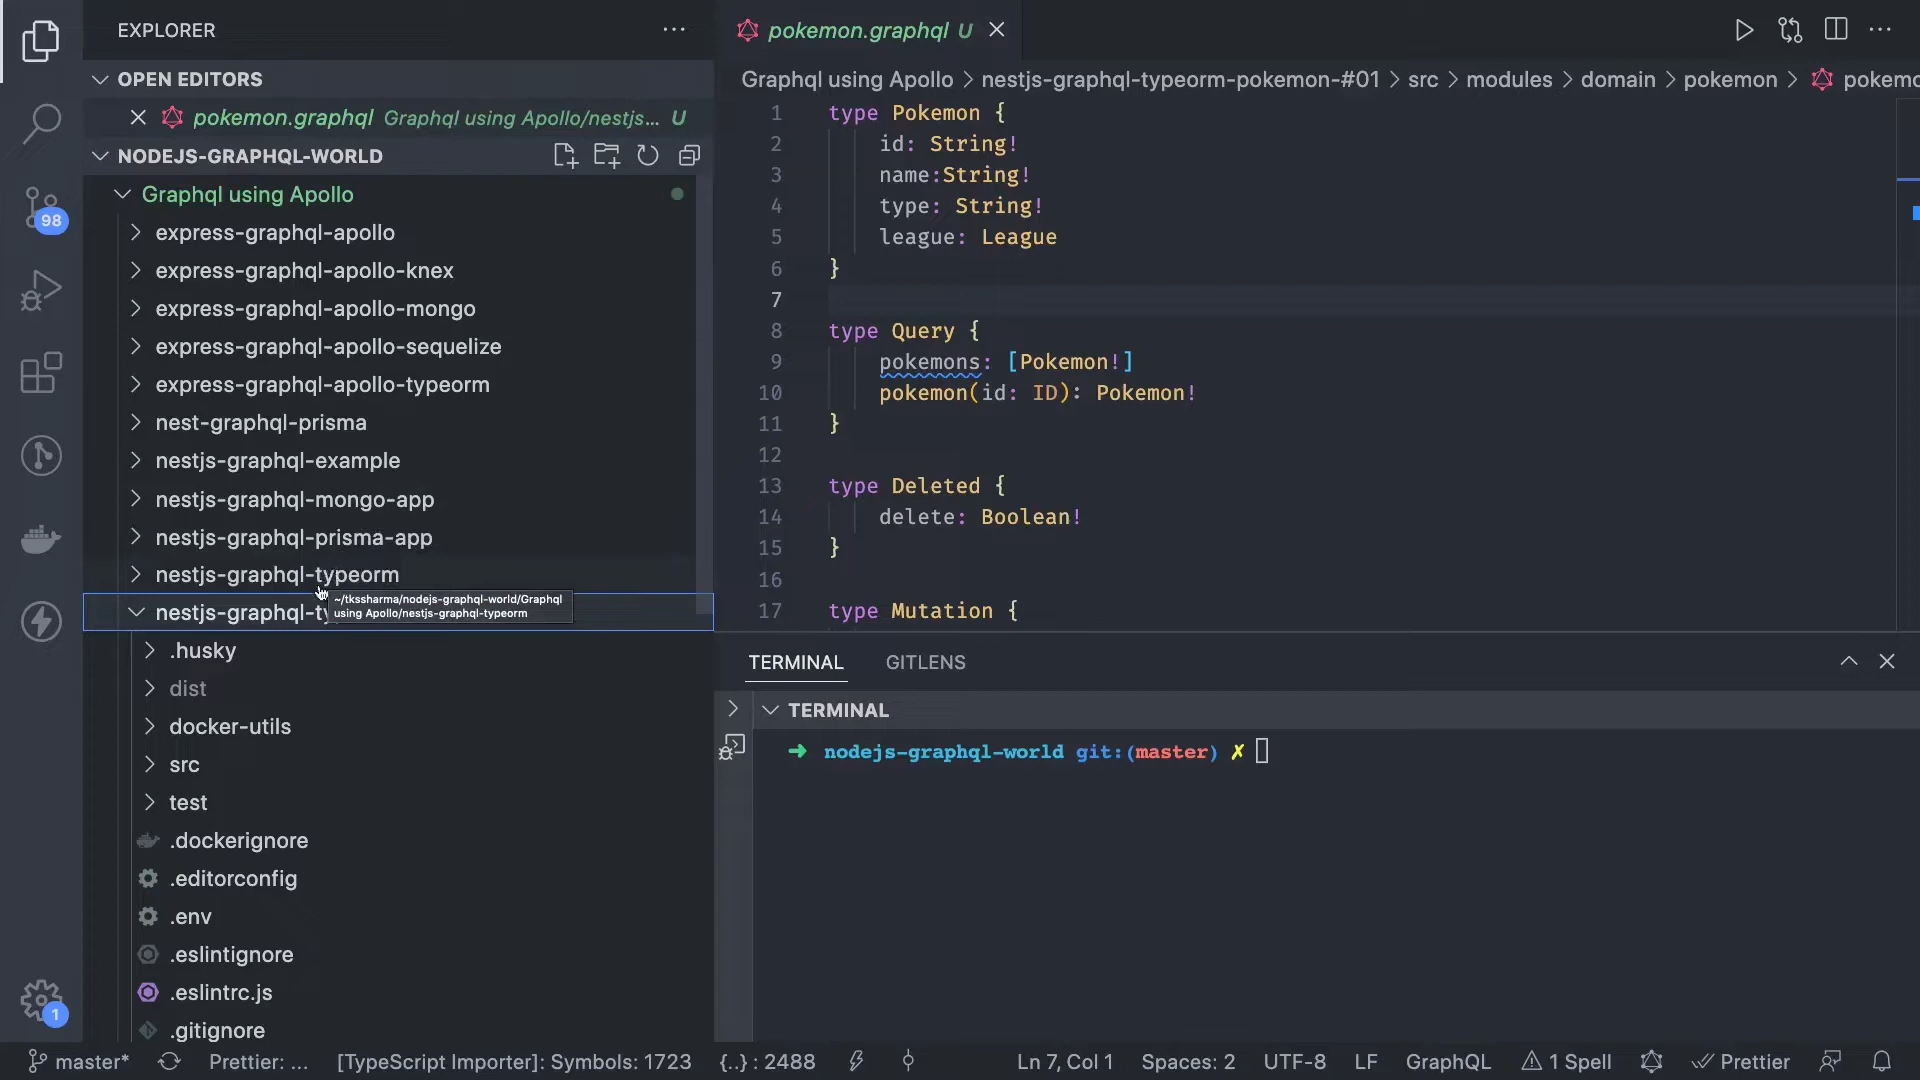 EXPLORER
OPEN EDITORS
pokemon.graphql Graphql using Apollo/nestjs... U
NODEJS-GRAPHQL-WORLD
Graphql using Apollo
express-graphql-apollo
express-graphql-apollo-knex
express-graphql-apollo-mongo
express-graphql-apollo-sequelize
express-graphql-apollo-typeorm
nest-graphql-prisma
nestjs-graphql-example
nestjs-graphql-mongo-app
nestjs-graphql-prisma-app
nestjs-graphql-typeorm
~/tkssharma/nodejs-graphql-world/Graphql
using Apollo/nestjs-graphql-typeorm
nestjs-graphql-ty
.husky
dist
docker-utils
src
test
.dockerignore
.editorconfig
.env
.eslintignore
.eslintrc.js
.gitignore
98
1
pokemon.graphql U
Graphql using Apollo > nestjs-graphql-typeorm-pokemon-#01 > src > modules > domain > pokemon > pokemo
1 type Pokemon {
2 id: String!
3 name:String!
4 type: String!
5 league: League
6 }
7
8 type Query {
9 pokemons: [Pokemon!]
10 pokemon(id: ID): Pokemon!
11 }
12
13 type Deleted {
14 delete: Boolean!
15 }
16
17 type Mutation {
TERMINAL GITLENS
TERMINAL
➜ nodejs-graphql-world git:(master) ✗
master* Prettier: ... [TypeScript Importer]: Symbols: 1723 {..} : 2488 Ln 7, Col 1 Spaces: 2 UTF-8 LF GraphQL 1 Spell Prettier